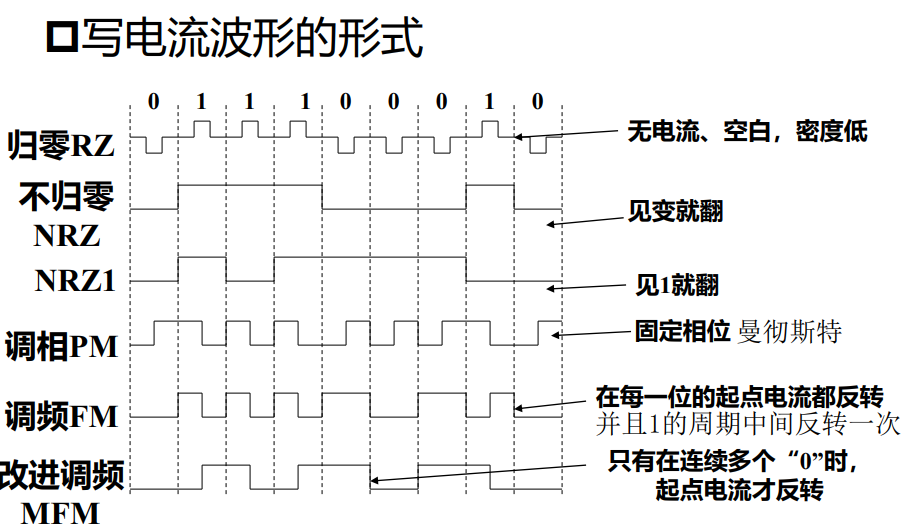 写电流波形的形式
0 1 1 1 0 0 0 1 0
归零RZ
无电流、空白，密度低
不归零
NRZ
见变就翻
NRZ1
见1就翻
调相PM
固定相位 曼彻斯特
调频FM
在每一位的起点电流都反转
并且1的周期中间反转一次
改进调频
MFM
只有在连续多个“0”时，
起点电流才反转